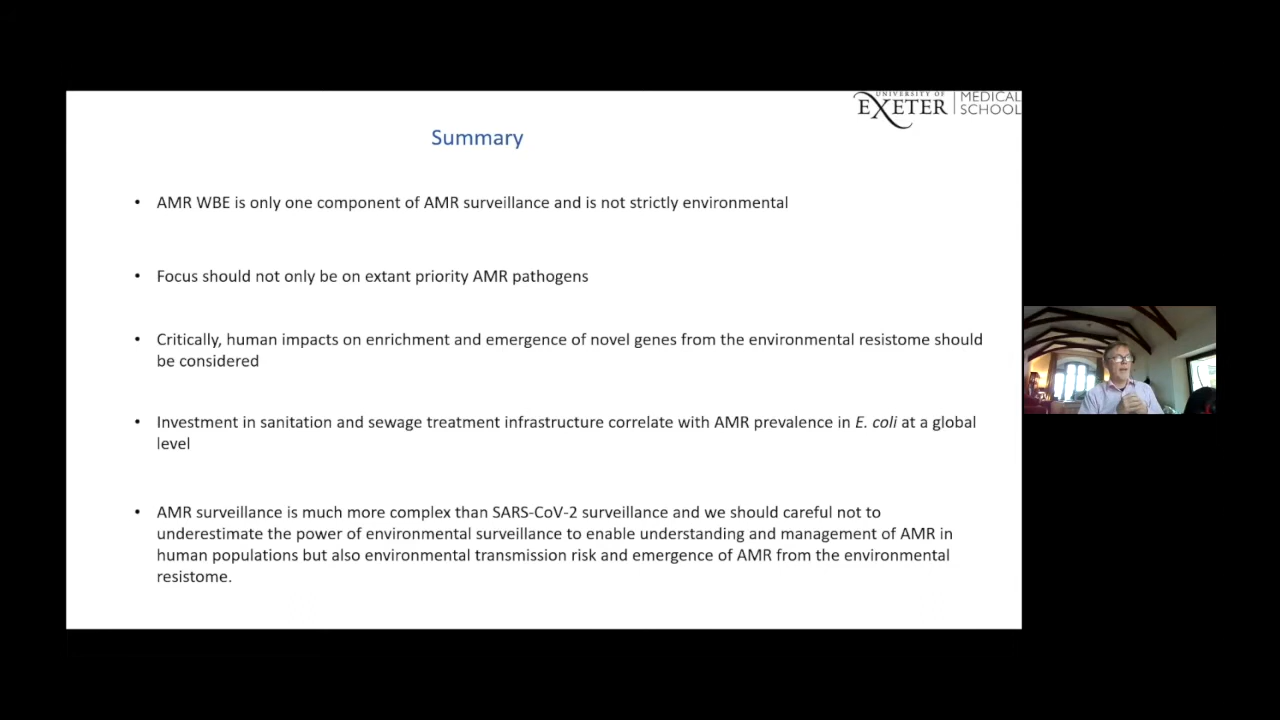 UNIVERSITY OF
EXETER
MEDICAL
SCHOOL
Summary
• AMR WBE is only one component of AMR surveillance and is not strictly environmental
• Focus should not only be on extant priority AMR pathogens
• Critically, human impacts on enrichment and emergence of novel genes from the environmental resistome should
be considered
• Investment in sanitation and sewage treatment infrastructure correlate with AMR prevalence in E. coli at a global
level
• AMR surveillance is much more complex than SARS-CoV-2 surveillance and we should careful not to
underestimate the power of environmental surveillance to enable understanding and management of AMR in
human populations but also environmental transmission risk and emergence of AMR from the environmental
resistome.